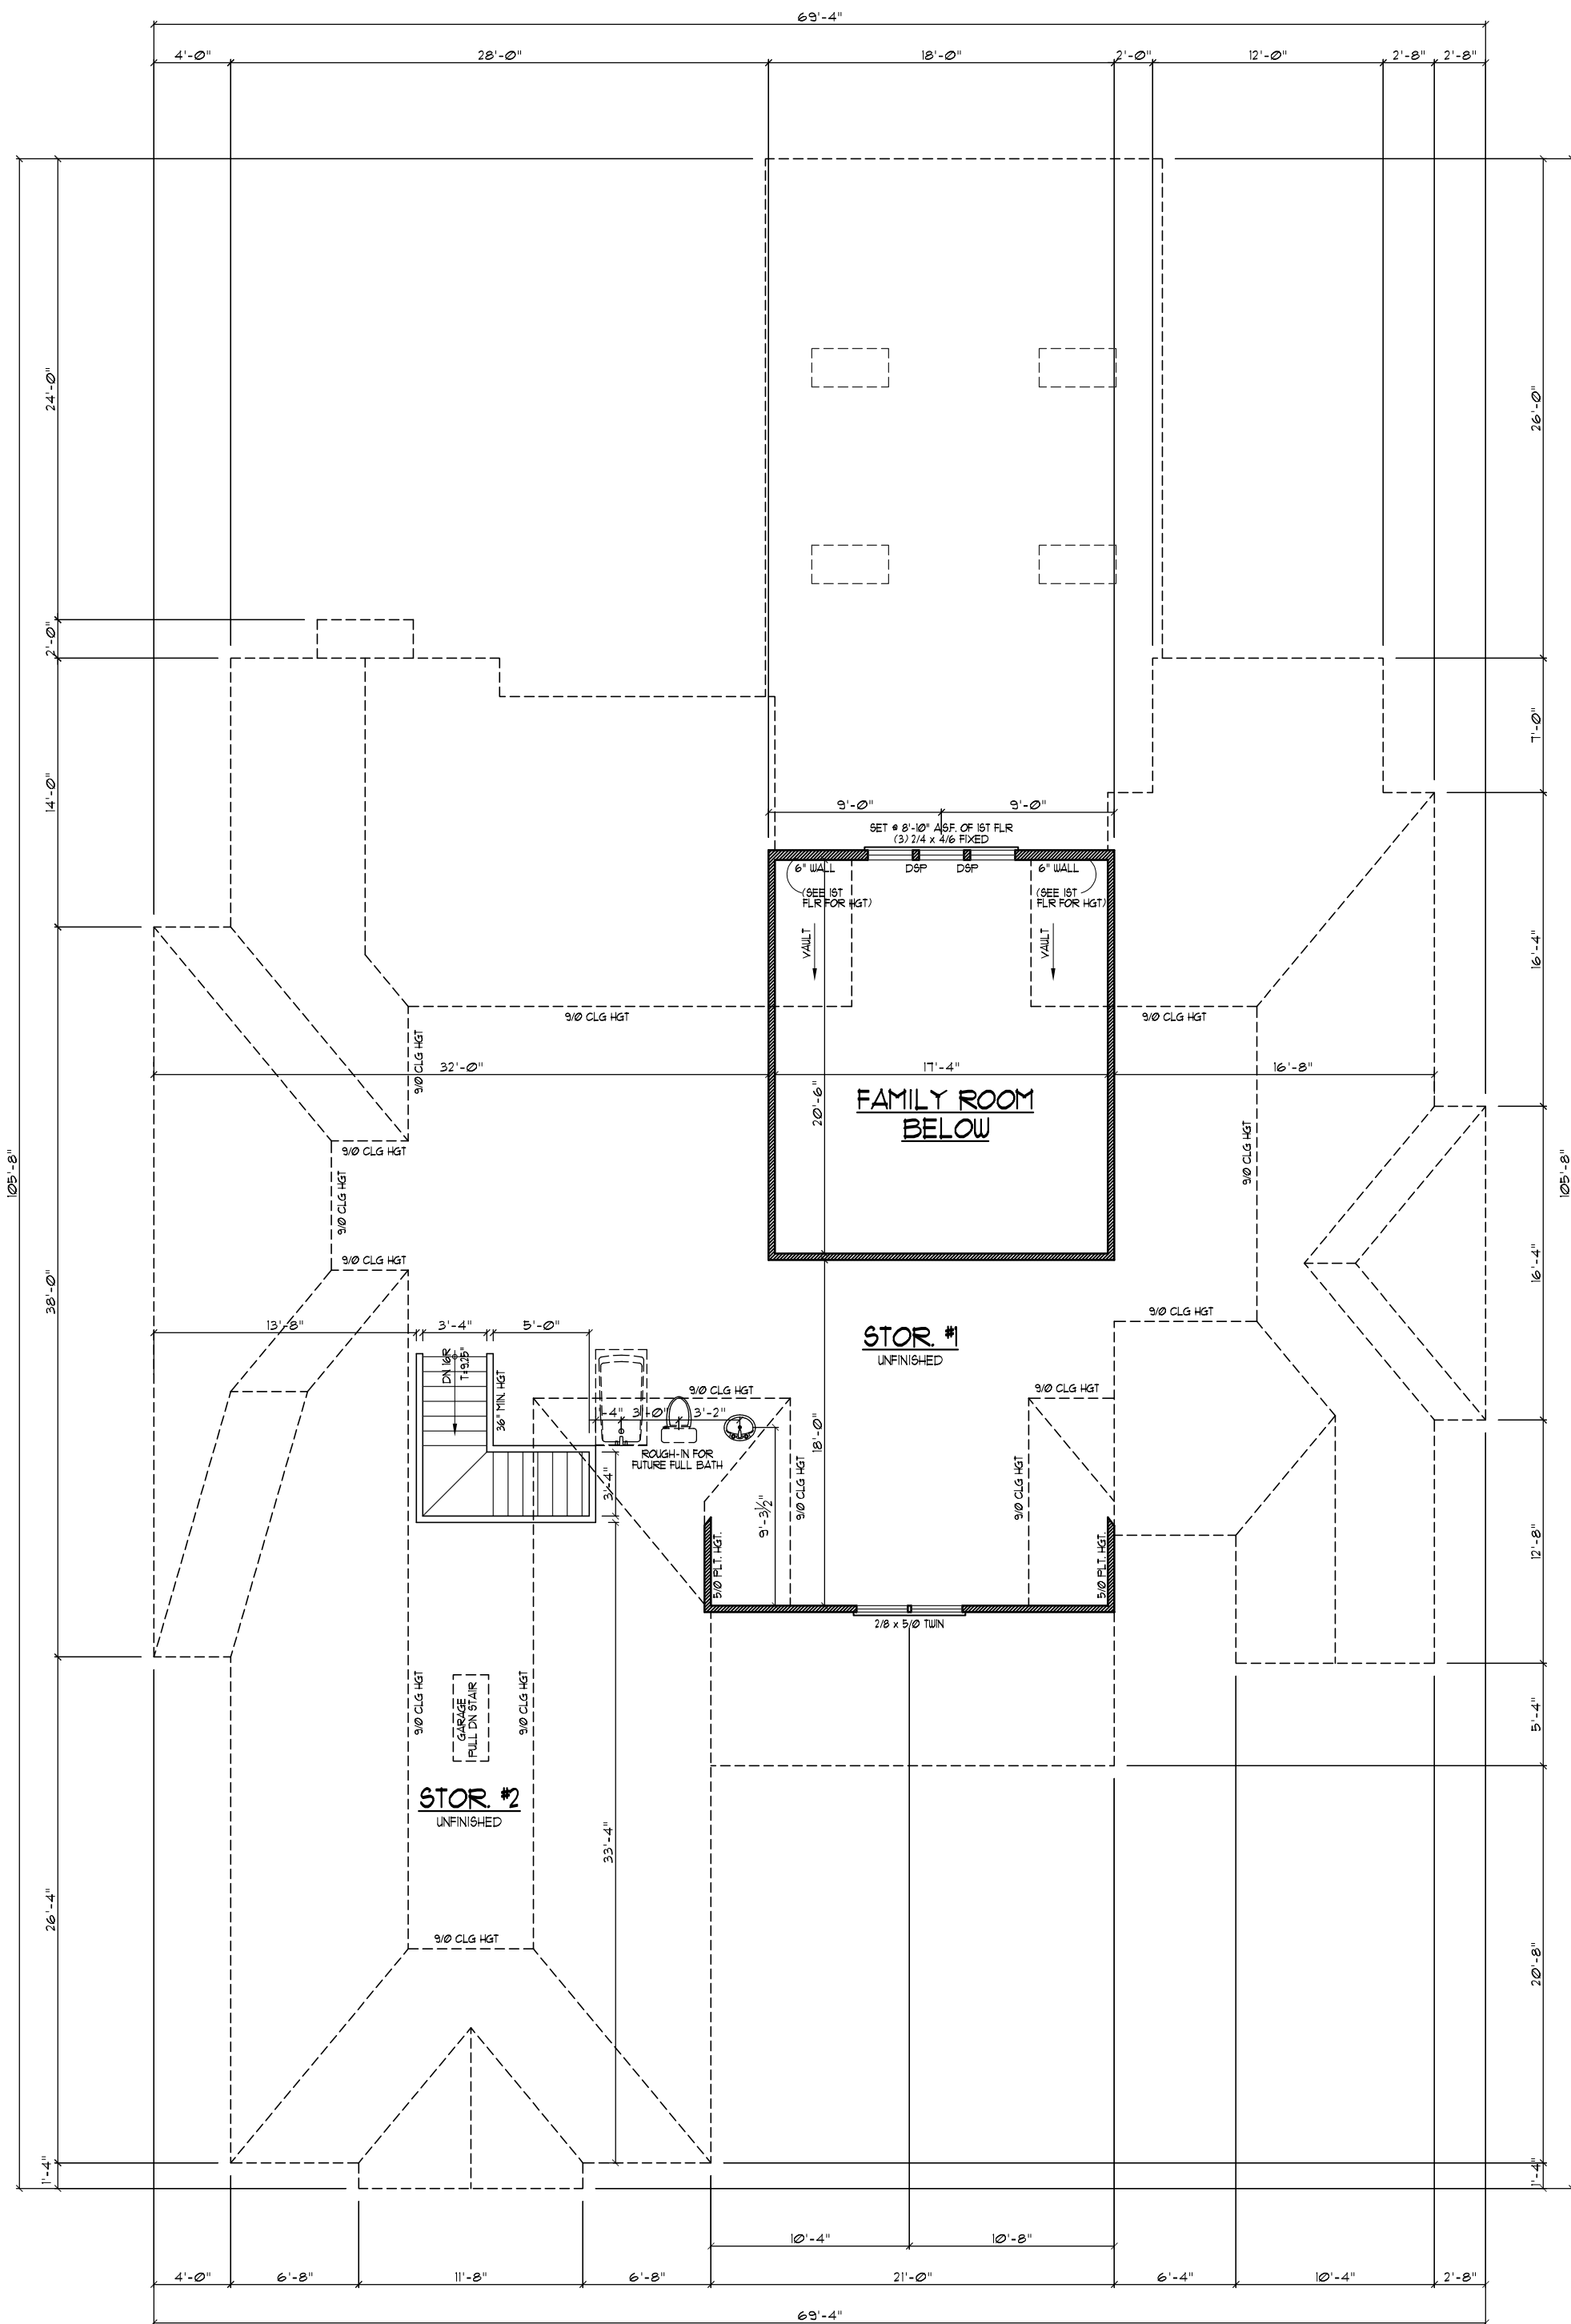 69'-4"
4'-0"
28'-0"
18'-0"
2'-0"
12'-0"
2'-8"
2'-8"
24'-0"
26'-0"
2'-0"
7'-0"
14'-0"
9'-0"
9'-0"
SET @ 8'-10" A.S.F. OF 1ST FLR
(3) 2/4 x 4/6 FIXED
6" WALL
DSP
DSP
6" WALL
(SEE 1ST
FLR FOR HGT)
(SEE 1ST
FLR FOR HGT)
VAULT
VAULT
16'-4"
9/0 CLG HGT
9/0 CLG HGT
9/0 CLG HGT
32'-0"
17'-4"
16'-8"
20'-6"
FAMILY ROOM
BELOW
9/0 CLG HGT
9/0 CLG HGT
9/0 CLG HGT
105'-8"
105'-8"
9/0 CLG HGT
38'-0"
16'-4"
13'-8"
3'-4"
5'-0"
STOR. #1
UNFINISHED
9/0 CLG HGT
DN 16R
T=9.25"
36" MIN. HGT
9/0 CLG HGT
9/0 CLG HGT
-4"
3'-0"
3'-2"
18'-0"
ROUGH-IN FOR
FUTURE FULL BATH
3'-4"
9/0 CLG HGT
9/0 CLG HGT
9'-3½"
12'-8"
5/0 PLT. HGT.
5/0 PLT. HGT.
2/8 x 5/0 TWIN
9/0 CLG HGT
9/0 CLG HGT
GARAGE
PULL DN STAIR
5'-4"
STOR. #2
UNFINISHED
33'-4"
26'-4"
20'-8"
9/0 CLG HGT
1'-4"
1'-4"
10'-4"
10'-8"
4'-0"
6'-8"
11'-8"
6'-8"
21'-0"
6'-4"
10'-4"
2'-8"
69'-4"